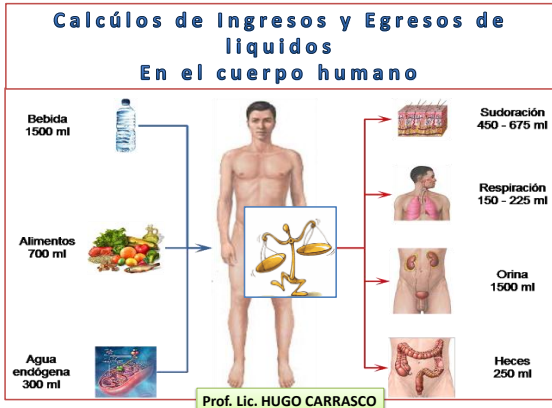 Calcúlos de Ingresos y Egresos de
liquidos
En el cuerpo humano
Bebida
1500 ml
Alimentos
700 ml
Agua
endógena
300 ml
Sudoración
450 - 675 ml
Respiración
150 - 225 ml
Orina
1500 ml
Heces
250 ml
Prof. Lic. HUGO CARRASCO